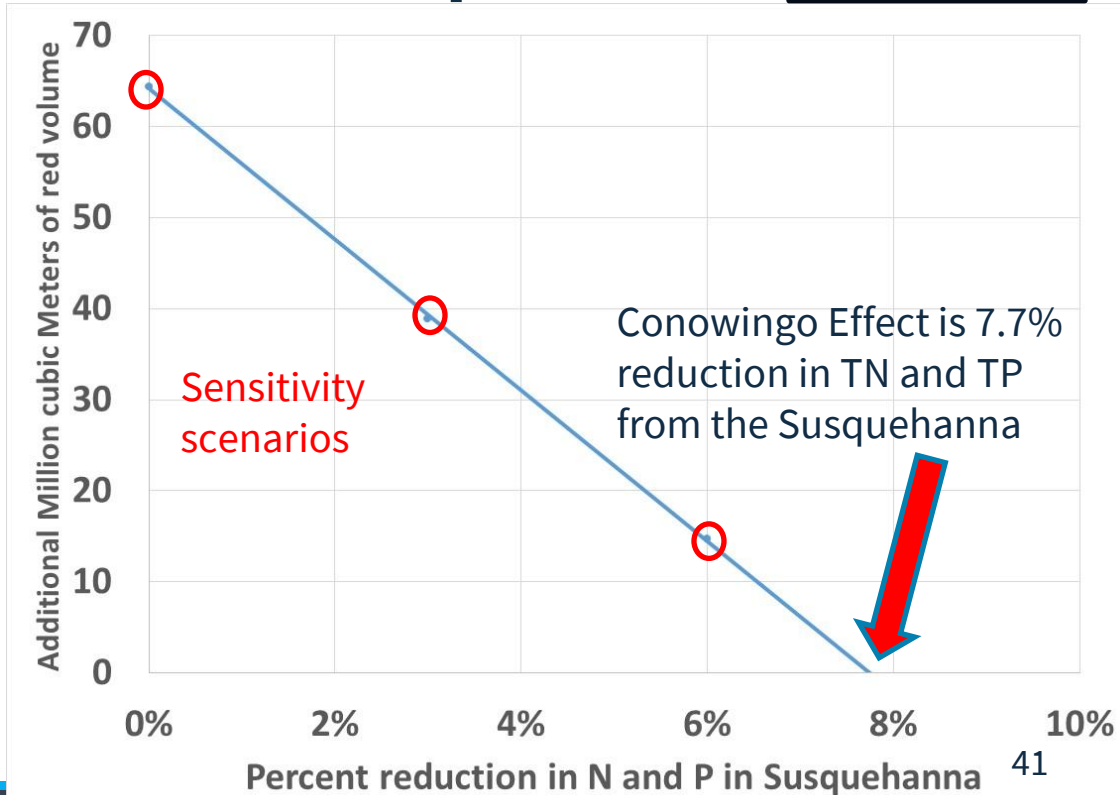 Additional Million cubic Meters of red volume
70
60
50
40
30
20
10
0
Sensitivity
scenarios
Conowingo Effect is 7.7%
reduction in TN and TP
from the Susquehanna
0%
2%
4%
6%
8%
10%
Percent reduction in N and P in Susquehanna
41